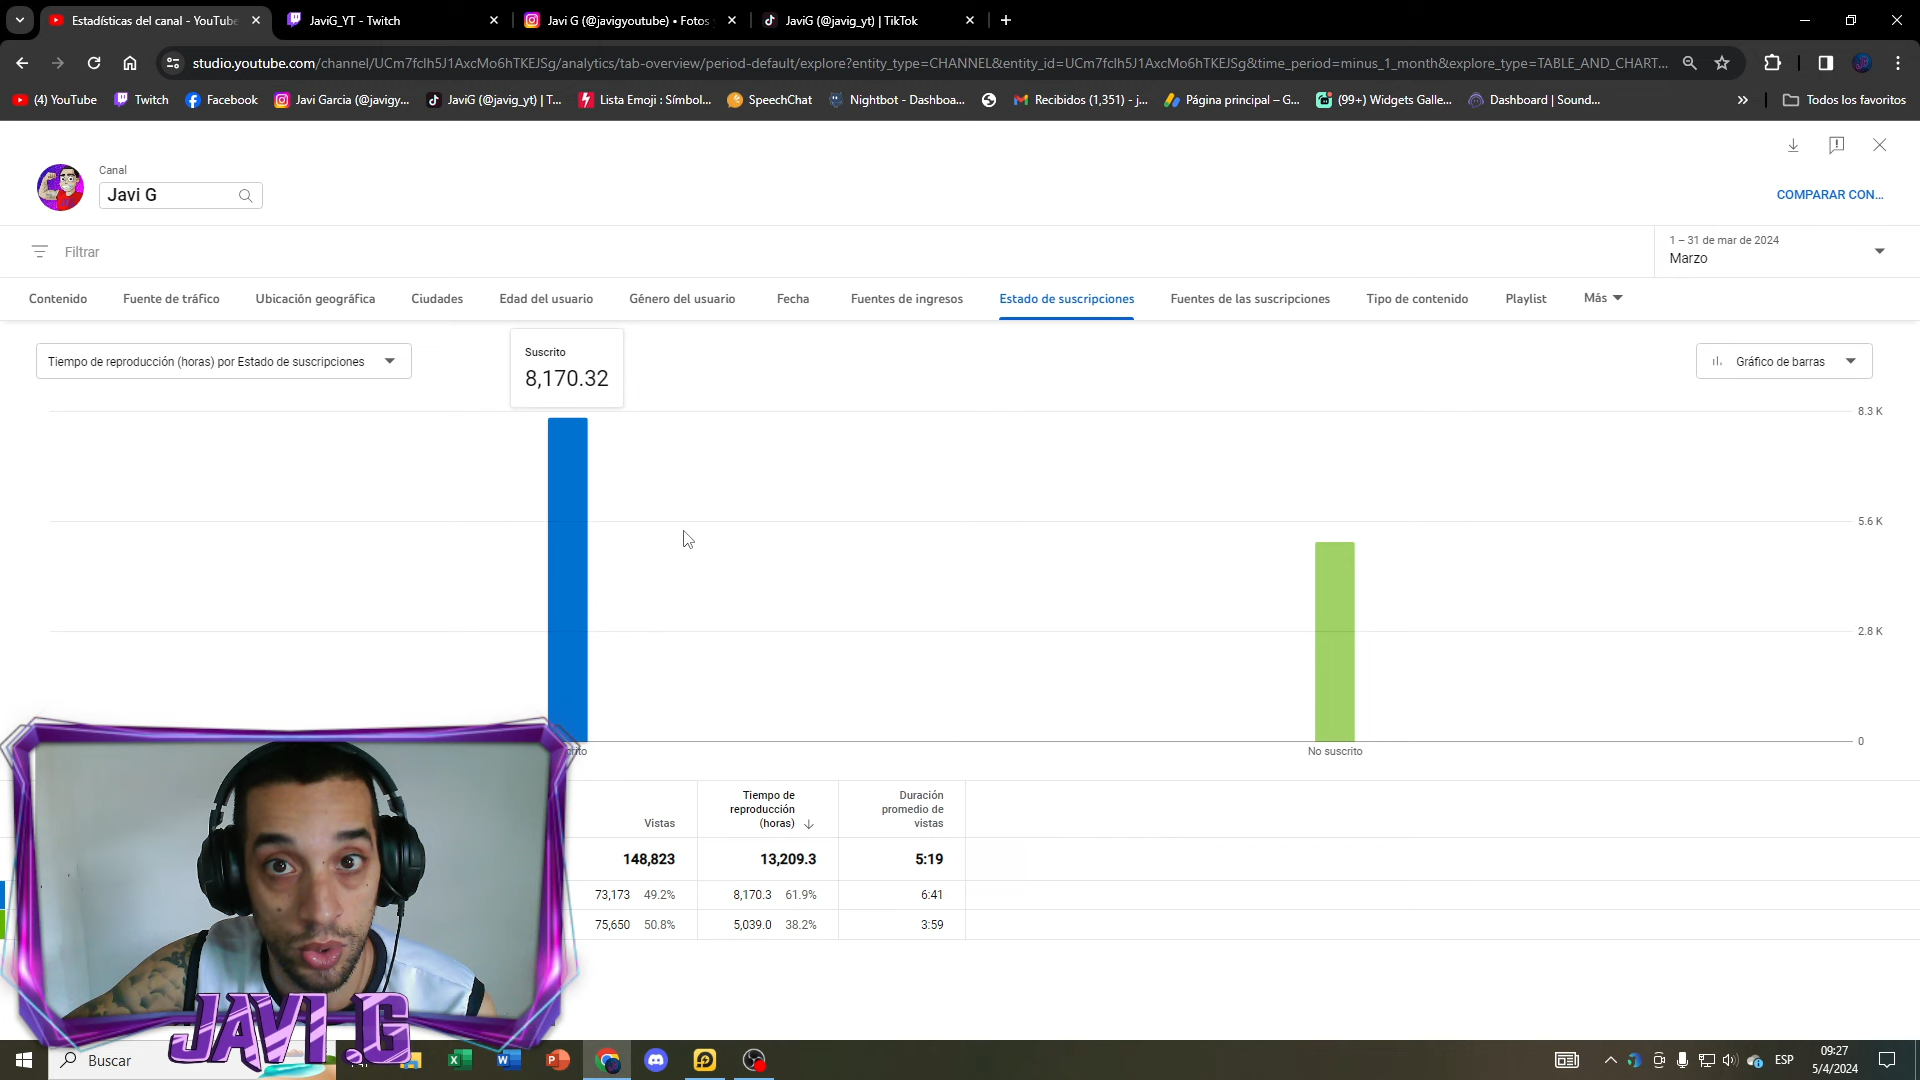 Estadísticas del canal - YouTube
JaviG_YT - Twitch
Javi G (@javigyoutube) • Fotos
JaviG (@javig_yt) | TikTok
studio.youtube.com/channel/UCm7fclh5J1AxcMo6hTKEJSg/analytics/tab-overview/period-default/explore?entity_type=CHANNEL&entity_id=UCm7fclh5J1AxcMo6hTKEJSg&time_period=minus_1_month&explore_type=TABLE_AND_CHART...
(4) YouTube
Twitch
Facebook
Javi Garcia (@javigy...
JaviG (@javig_yt) | T...
Lista Emoji : Símbol...
SpeechChat
Nightbot - Dashboa...
Recibidos (1,351) - j...
Página principal – G...
(99+) Widgets Galle...
Dashboard | Sound...
Todos los favoritos
Canal
Javi G
COMPARAR CON...
Filtrar
1 – 31 de mar de 2024
Marzo
Contenido
Fuente de tráfico
Ubicación geográfica
Ciudades
Edad del usuario
Género del usuario
Fecha
Fuentes de ingresos
Estado de suscripciones
Fuentes de las suscripciones
Tipo de contenido
Playlist
Más
Tiempo de reproducción (horas) por Estado de suscripciones
Suscrito
8,170.32
Gráfico de barras
8.3 K
5.6 K
2.8 K
0
No suscrito
Vistas
Tiempo de
reproducción
(horas)
Duración
promedio de
vistas
148,823
13,209.3
5:19
73,173 49.2%
8,170.3 61.9%
6:41
75,650 50.8%
5,039.0 38.2%
3:59
JAVI.G
Buscar
ESP
09:27
5/4/2024